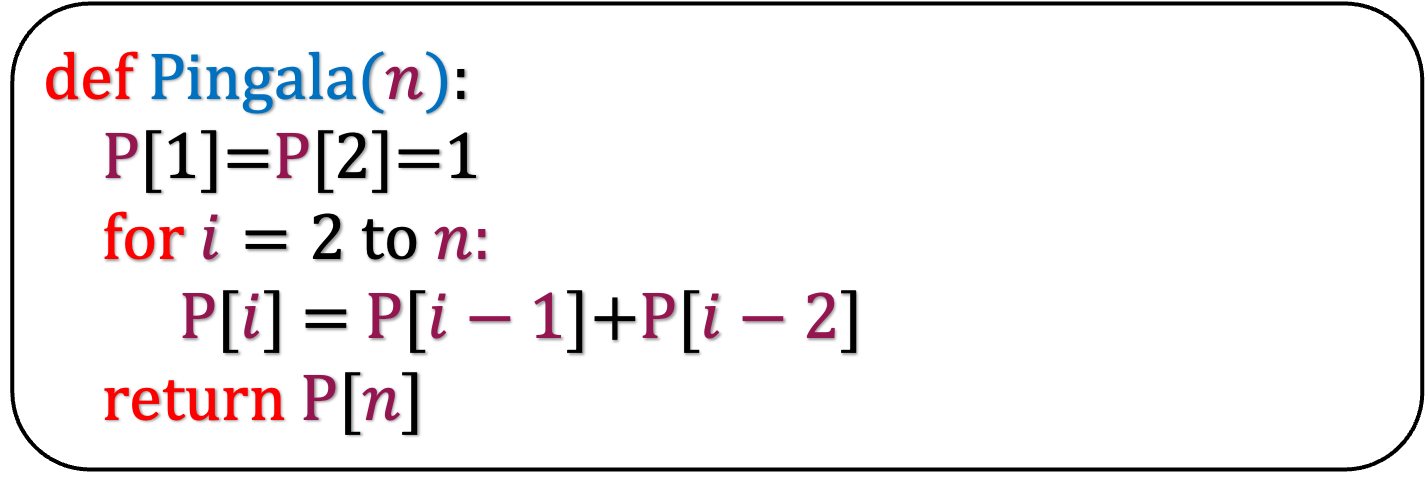 def Pingala(n):
P[1]=P[2]=1
for i = 2 to n:
P[i] = P[i − 1]+P[i − 2]
return P[n]